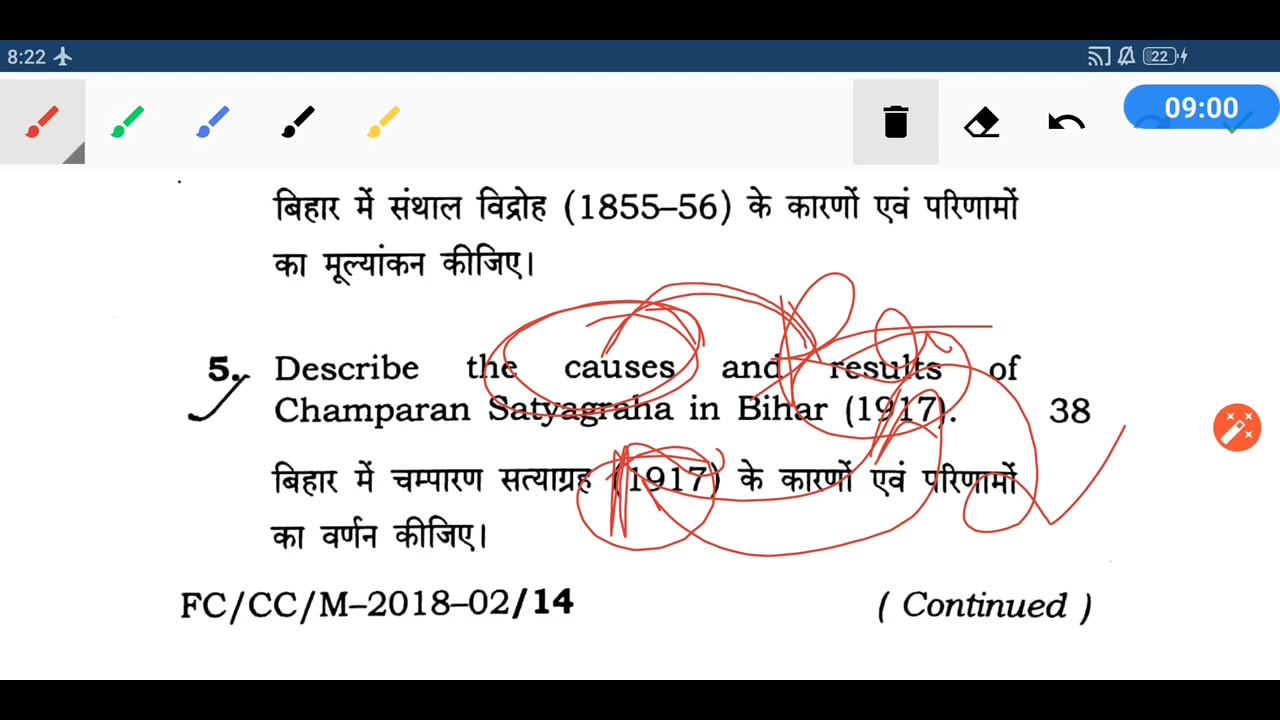 8:22
22
09:00
बिहार में संथाल विद्रोह (1855–56) के कारणों एवं परिणामों
का मूल्यांकन कीजिए।
5. Describe the causes and results of
Champaran Satyagraha in Bihar (1917). 38
बिहार में चम्पारण सत्याग्रह (1917) के कारणों एवं परिणामों
का वर्णन कीजिए।
FC/CC/M–2018–02/14 ( Continued )